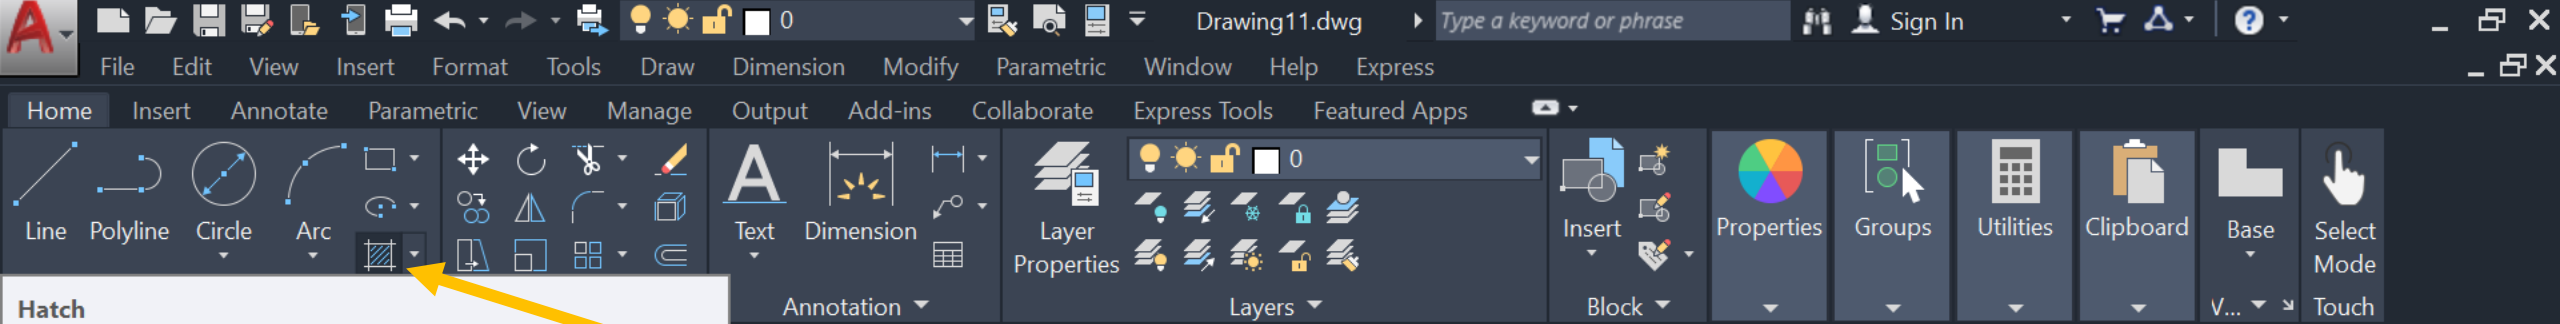 0 Drawing11.dwg Type a keyword or phrase Sign In
File Edit View Insert Format Tools Draw Dimension Modify Parametric Window Help Express
Home Insert Annotate Parametric View Manage Output Add-ins Collaborate Express Tools Featured Apps
0
Line Polyline Circle Arc Text Dimension Layer Properties Insert Properties Groups Utilities Clipboard Base Select Mode
Hatch Annotation Layers Block V... Touch